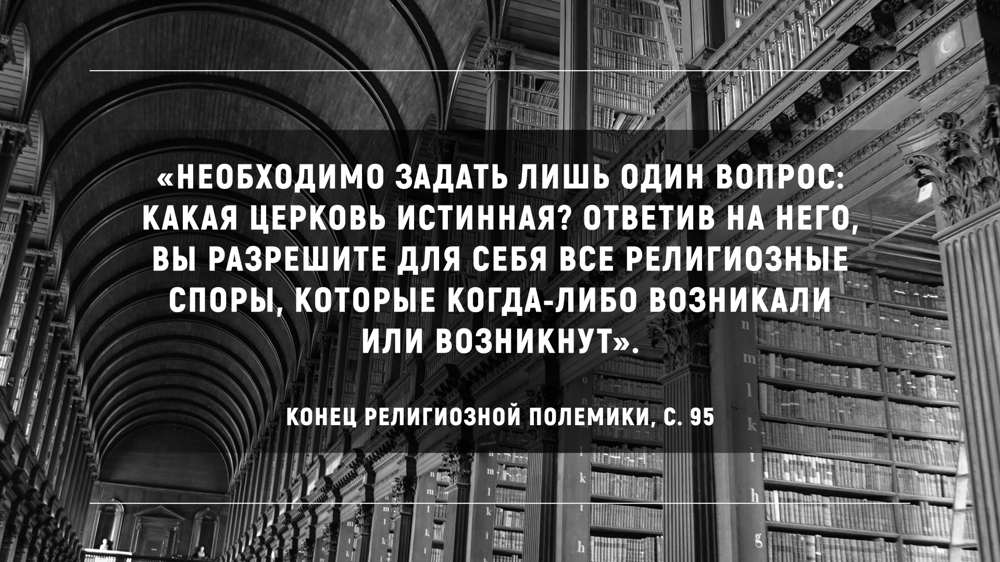 «НЕОБХОДИМО ЗАДАТЬ ЛИШЬ ОДИН ВОПРОС:
КАКАЯ ЦЕРКОВЬ ИСТИННАЯ? ОТВЕТИВ НА НЕГО,
ВЫ РАЗРЕШИТЕ ДЛЯ СЕБЯ ВСЕ РЕЛИГИОЗНЫЕ
СПОРЫ, КОТОРЫЕ КОГДА-ЛИБО ВОЗНИКАЛИ
ИЛИ ВОЗНИКНУТ».
КОНЕЦ РЕЛИГИОЗНОЙ ПОЛЕМИКИ, С. 95